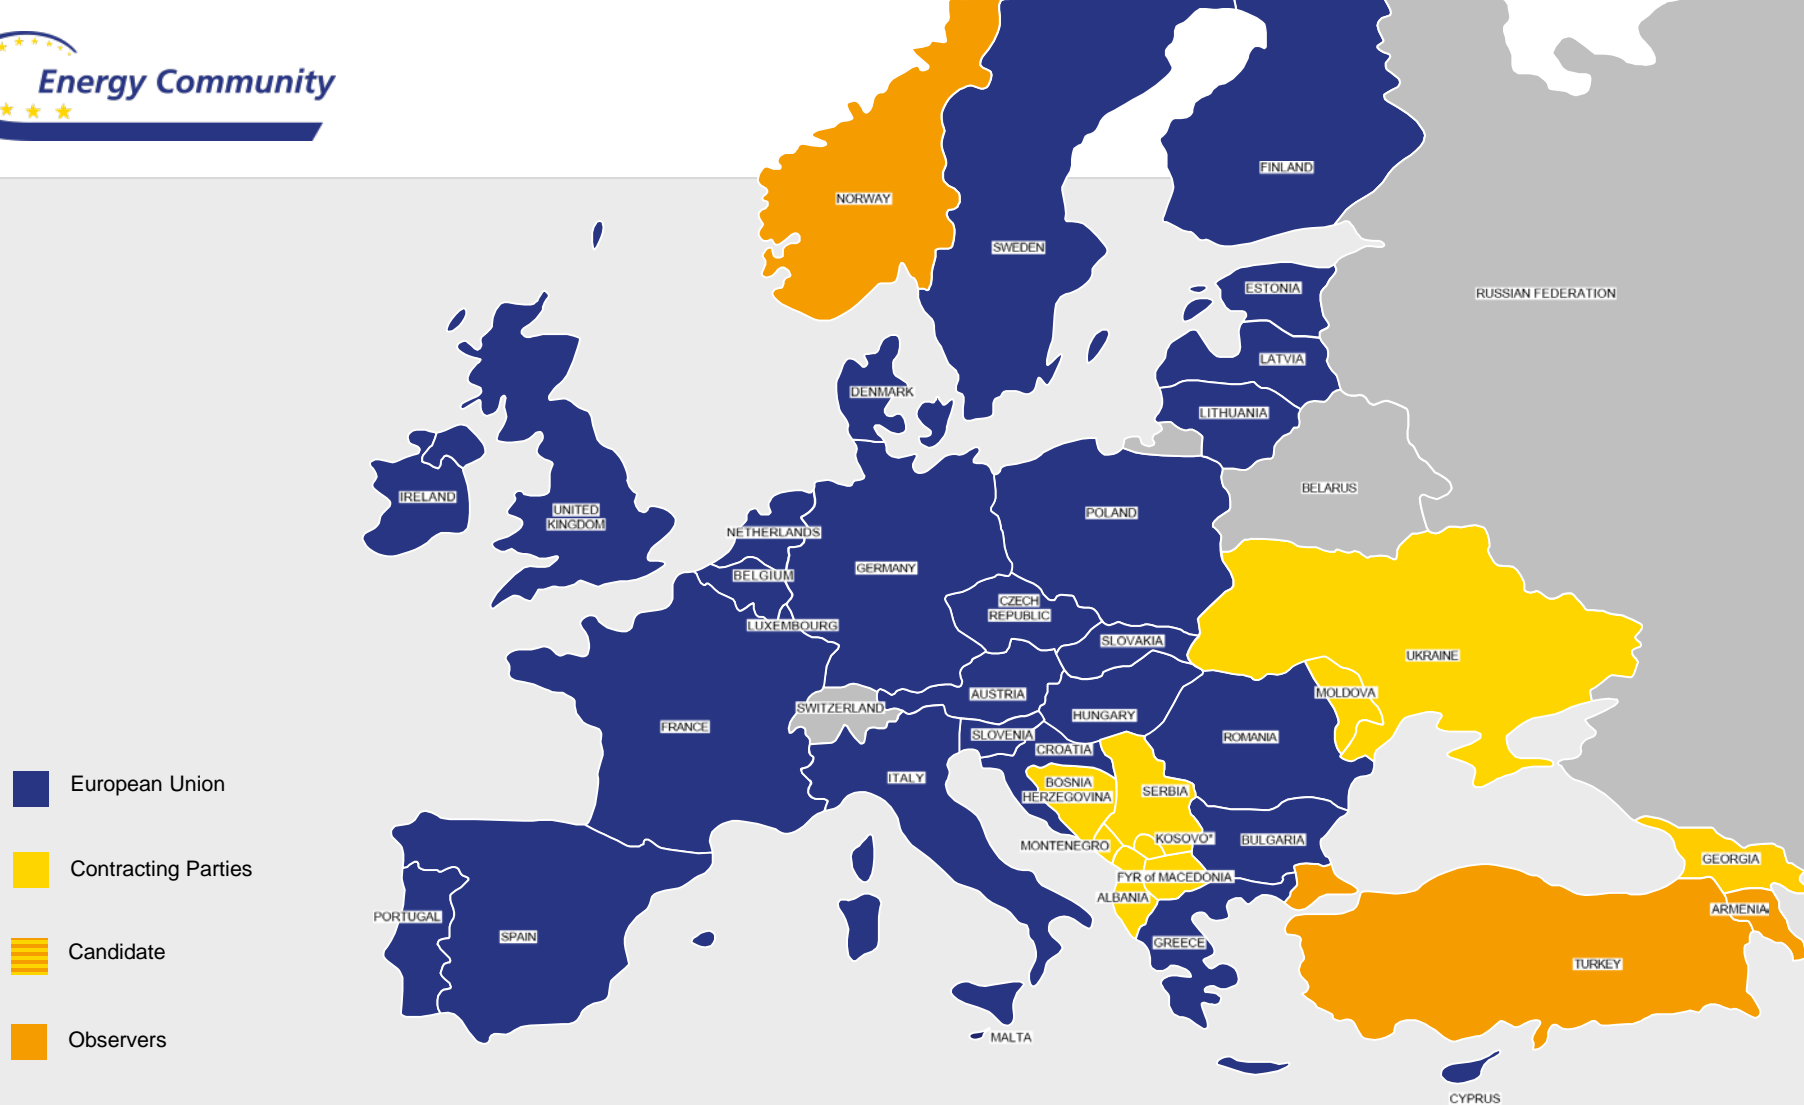 Energy Community
NORWAY
FINLAND
SWEDEN
ESTONIA
RUSSIAN FEDERATION
LATVIA
DENMARK
LITHUANIA
BELARUS
IRELAND
UNITED
KINGDOM
POLAND
NETHERLANDS
GERMANY
BELGIUM
CZECH
REPUBLIC
LUXEMBOURG
SLOVAKIA
UKRAINE
AUSTRIA
MOLDOVA
SWITZERLAND
HUNGARY
FRANCE
SLOVENIA
ROMANIA
CROATIA
ITALY
BOSNIA
HERZEGOVINA
SERBIA
European Union
KOSOVO*
BULGARIA
MONTENEGRO
GEORGIA
Contracting Parties
FYR of MACEDONIA
ALBANIA
ARMENIA
PORTUGAL
SPAIN
GREECE
Candidate
TURKEY
Observers
MALTA
CYPRUS